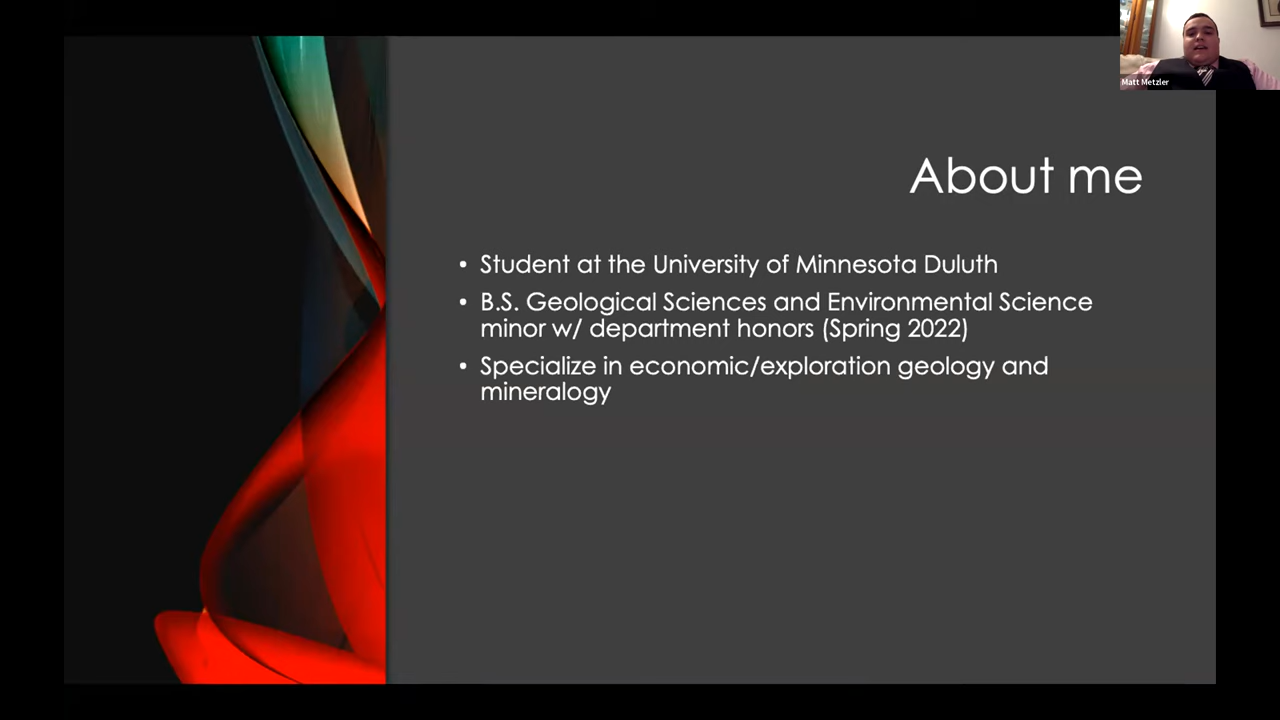 Matt Metzler
About me
• Student at the University of Minnesota Duluth
• B.S. Geological Sciences and Environmental Science
minor w/ department honors (Spring 2022)
• Specialize in economic/exploration geology and
mineralogy